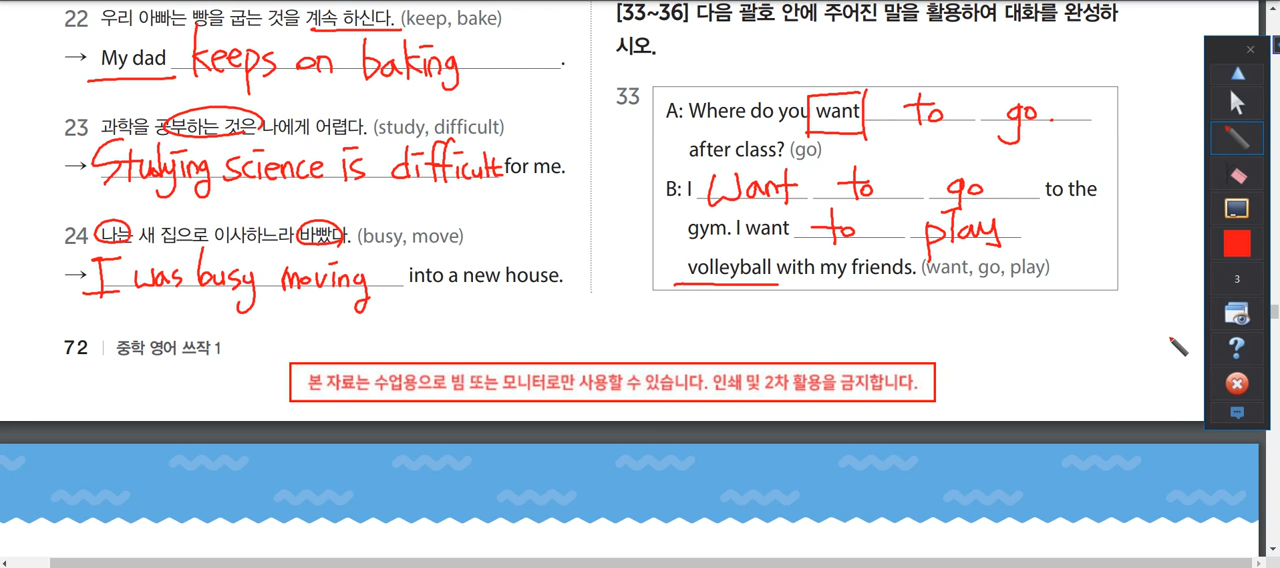 22 우리 아빠는 빵을 굽는 것을 계속 하신다. (keep, bake)
→ My dad keeps on baking.
23 과학을 공부하는 것은 나에게 어렵다. (study, difficult)
→ Studying science is difficult for me.
24 나는 새 집으로 이사하느라 바빴다. (busy, move)
→ I was busy moving into a new house.
72 중학 영어 쓰작 1
[33~36] 다음 괄호 안에 주어진 말을 활용하여 대화를 완성하
시오.
33 A: Where do you want to go.
after class? (go)
B: I want to go to the
gym. I want to play
volleyball with my friends. (want, go, play)
본 자료는 수업용으로 빔 또는 모니터로만 사용할 수 있습니다. 인쇄 및 2차 활용을 금지합니다.
3
?